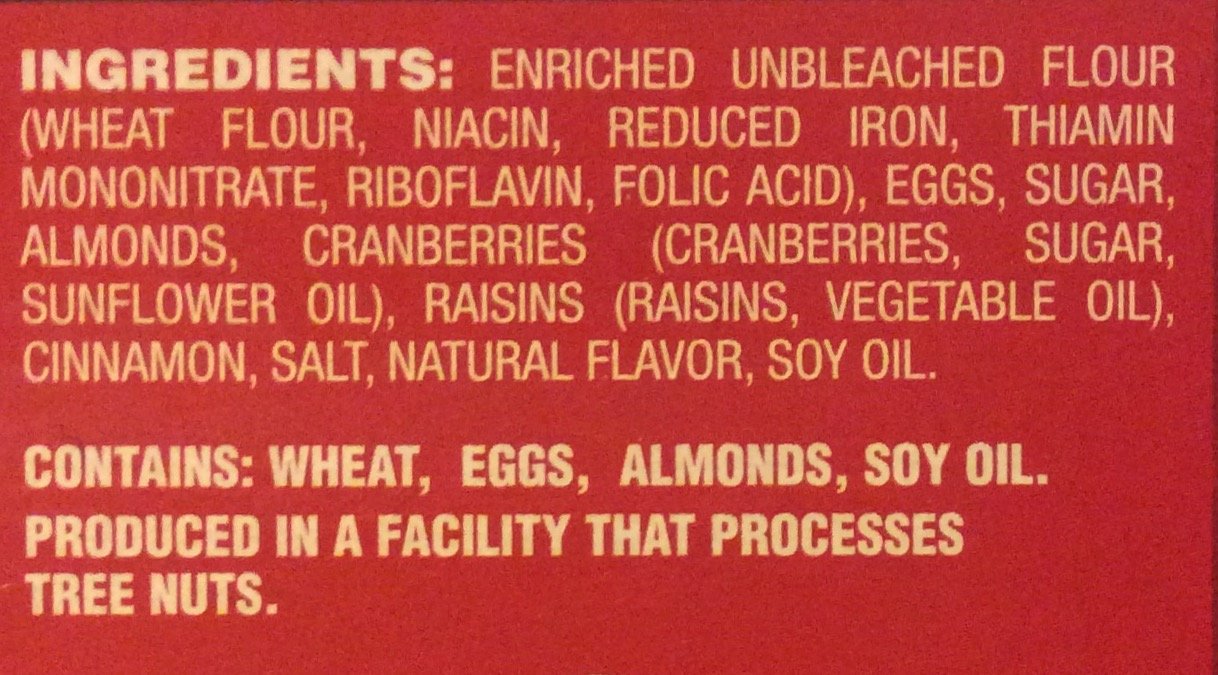 INGREDIENTS: ENRICHED UNBLEACHED FLOUR
(WHEAT FLOUR, NIACIN, REDUCED IRON, THIAMIN
MONONITRATE, RIBOFLAVIN, FOLIC ACID), EGGS, SUGAR,
ALMONDS, CRANBERRIES (CRANBERRIES, SUGAR,
SUNFLOWER OIL), RAISINS (RAISINS, VEGETABLE OIL),
CINNAMON, SALT, NATURAL FLAVOR, SOY OIL.
CONTAINS: WHEAT, EGGS, ALMONDS, SOY OIL.
PRODUCED IN A FACILITY THAT PROCESSES
TREE NUTS.